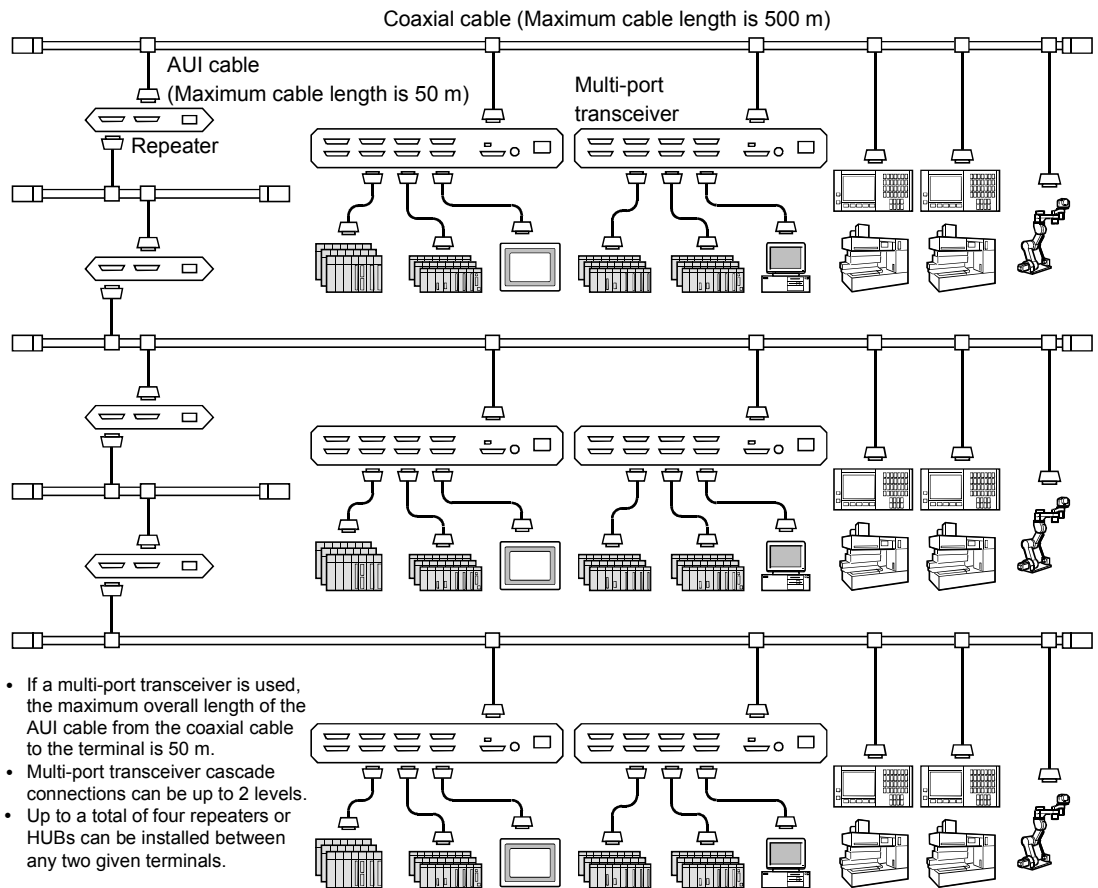 Coaxial cable (Maximum cable length is 500 m)
AUI cable
(Maximum cable length is 50 m)
Multi-port
transceiver
Repeater
• If a multi-port transceiver is used,
the maximum overall length of the
AUI cable from the coaxial cable
to the terminal is 50 m.
• Multi-port transceiver cascade
connections can be up to 2 levels.
• Up to a total of four repeaters or
HUBs can be installed between
any two given terminals.